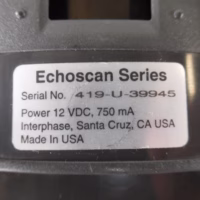 Echoscan Series
Serial No. 419-U-39945
Power 12 VDC, 750 mA
Interphase, Santa Cruz, CA USA
Made In USA